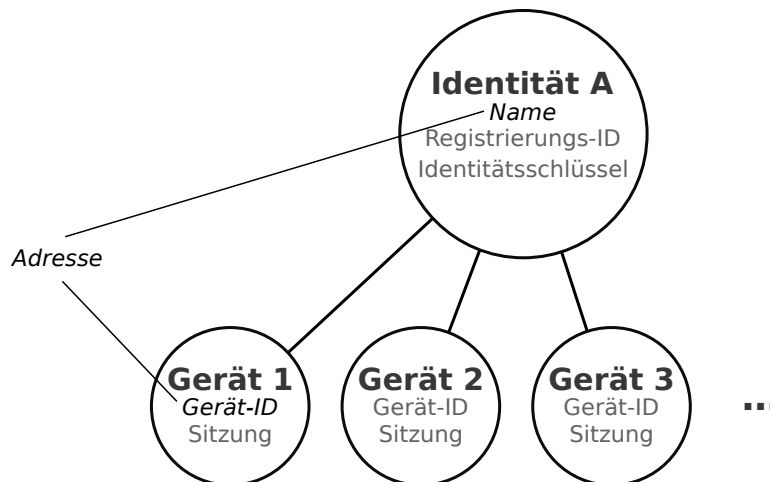 Identität A
Name
Registrierungs-ID
Identitätsschlüssel
Adresse
Gerät 1
Gerät-ID
Sitzung
Gerät 2
Gerät-ID
Sitzung
Gerät 3
Gerät-ID
Sitzung
...